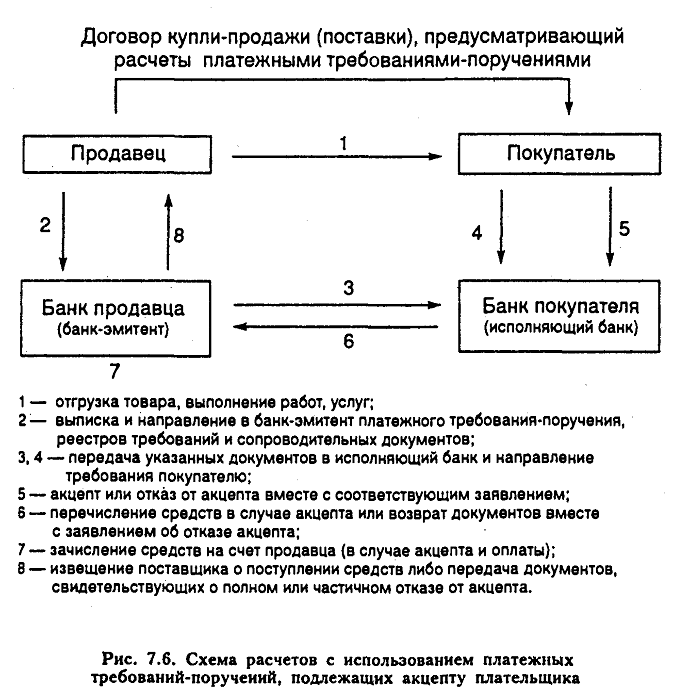 Договор купли-продажи (поставки), предусматривающий
расчеты платежными требованиями-поручениями
Продавец
1
Покупатель
2
8
4
5
Банк продавца
(банк-эмитент)
3
6
Банк покупателя
(исполняющий банк)
7
1 — отгрузка товара, выполнение работ, услуг;
2 — выписка и направление в банк-эмитент платежного требования-поручения,
реестров требований и сопроводительных документов;
3, 4 — передача указанных документов в исполняющий банк и направление
требования покупателю;
5 — акцепт или отказ от акцепта вместе с соответствующим заявлением;
6 — перечисление средств в случае акцепта или возврат документов вместе
с заявлением об отказе акцепта;
7 — зачисление средств на счет продавца (в случае акцепта и оплаты);
8 — извещение поставщика о поступлении средств либо передача документов,
свидетельствующих о полном или частичном отказе от акцепта.
Рис. 7.6. Схема расчетов с использованием платежных
требований-поручений, подлежащих акцепту плательщика